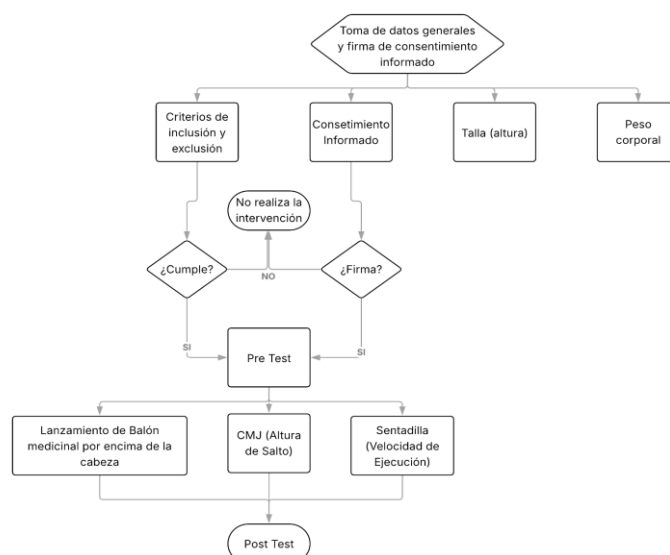 Toma de datos generales
y firma de consentimiento
informado
Criterios de
inclusión y
exclusión
Consetimiento
Informado
Talla (altura)
Peso
corporal
No realiza la
intervención
¿Cumple?
NO
¿Firma?
SI
SI
Pre Test
Lanzamiento de Balón
medicinal por encima de la
cabeza
CMJ (Altura
de Salto)
Sentadilla
(Velocidad de
Ejecución)
Post Test